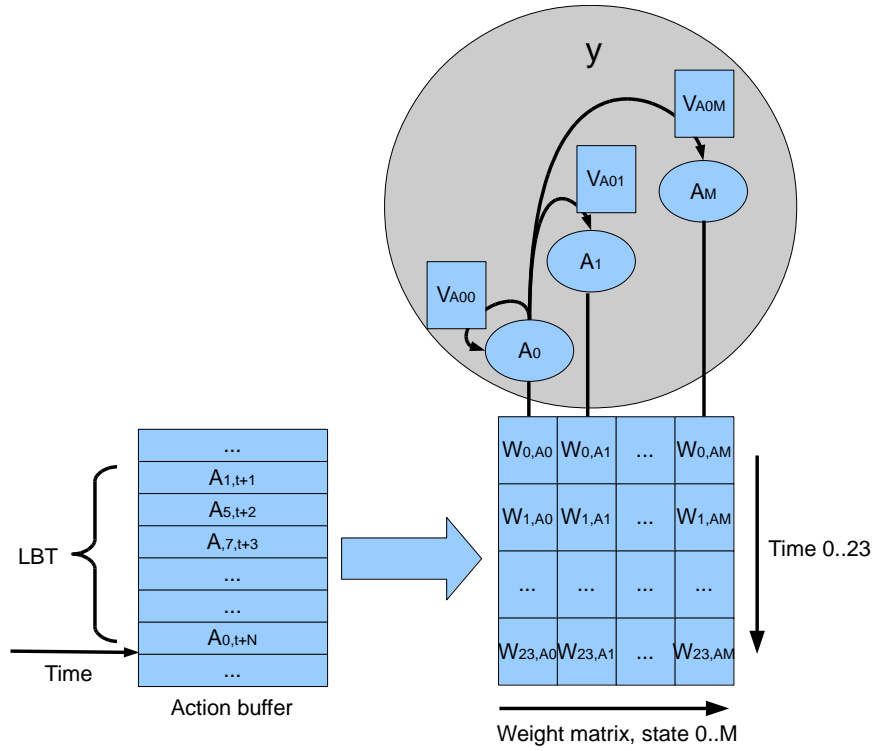 y
VA0M
VA01
AM
A1
VA00
A0
...
A1,t+1
A5,t+2
A,7,t+3
...
...
A0,t+N
...
LBT
Time
Action buffer
W0,A0 W0,A1 ... W0,AM
W1,A0 W1,A1 ... W1,AM
... ... ... ...
W23,A0 W23,A1 ... W23,AM
Time 0..23
Weight matrix, state 0..M